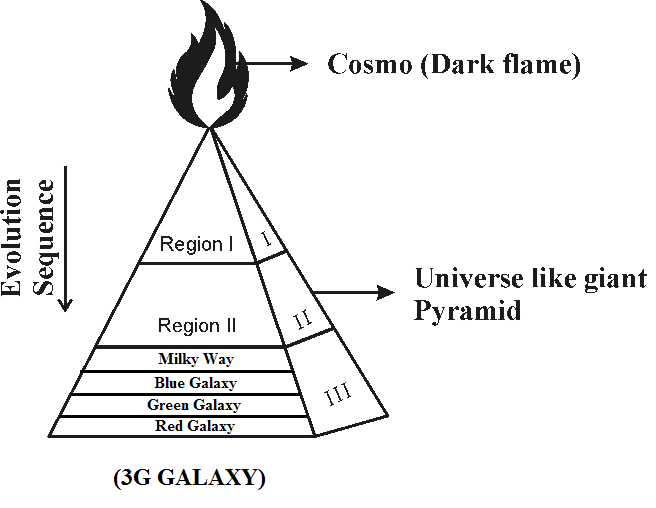 Cosmo (Dark flame)
Evolution
Sequence
Region I
I
Universe like giant
Pyramid
Region II
II
Milky Way
Blue Galaxy
Green Galaxy
Red Galaxy
III
(3G GALAXY)